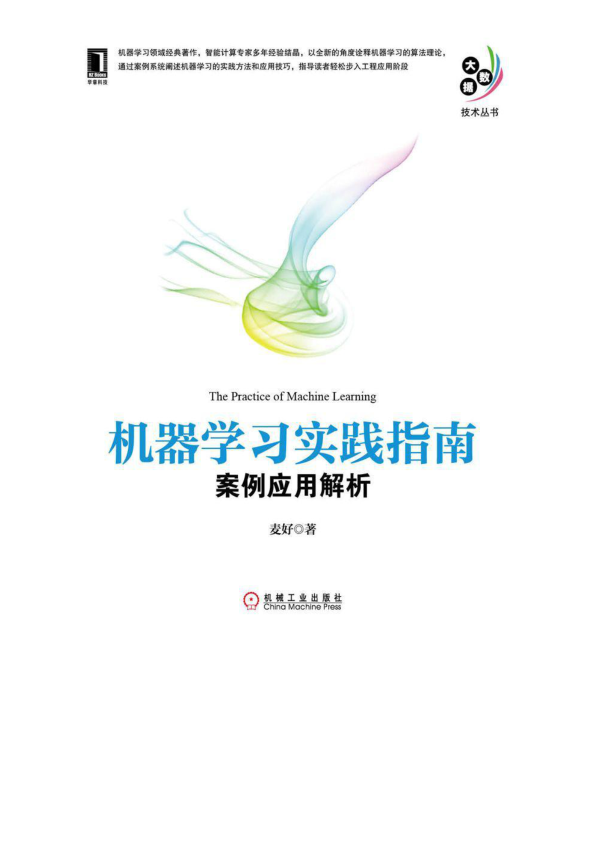 机器学习领域经典著作，智能计算专家多年经验结晶，以全新的角度诠释机器学习的算法理论，
通过案例系统阐述机器学习的实践方法和应用技巧，指导读者轻松步入工程应用阶段
HZ Books
华章科技
大数据
技术丛书
The Practice of Machine Learning
机器学习实践指南
案例应用解析
麦好◎著
机械工业出版社
China Machine Press